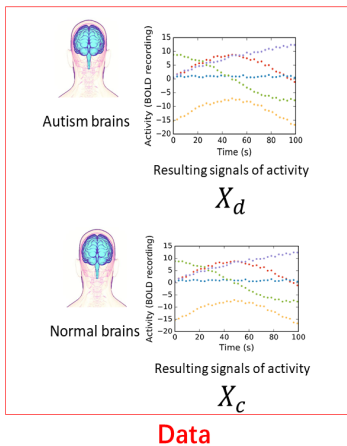 Activity (BOLD recording)
15
10
5
0
−5
−10
−15
−20
0 20 40 60 80 100
Time (s)
Autism brains
Resulting signals of activity
X_d
Activity (BOLD recording)
15
10
5
0
−5
−10
−15
−20
0 20 40 60 80 100
Time (s)
Normal brains
Resulting signals of activity
X_c
Data